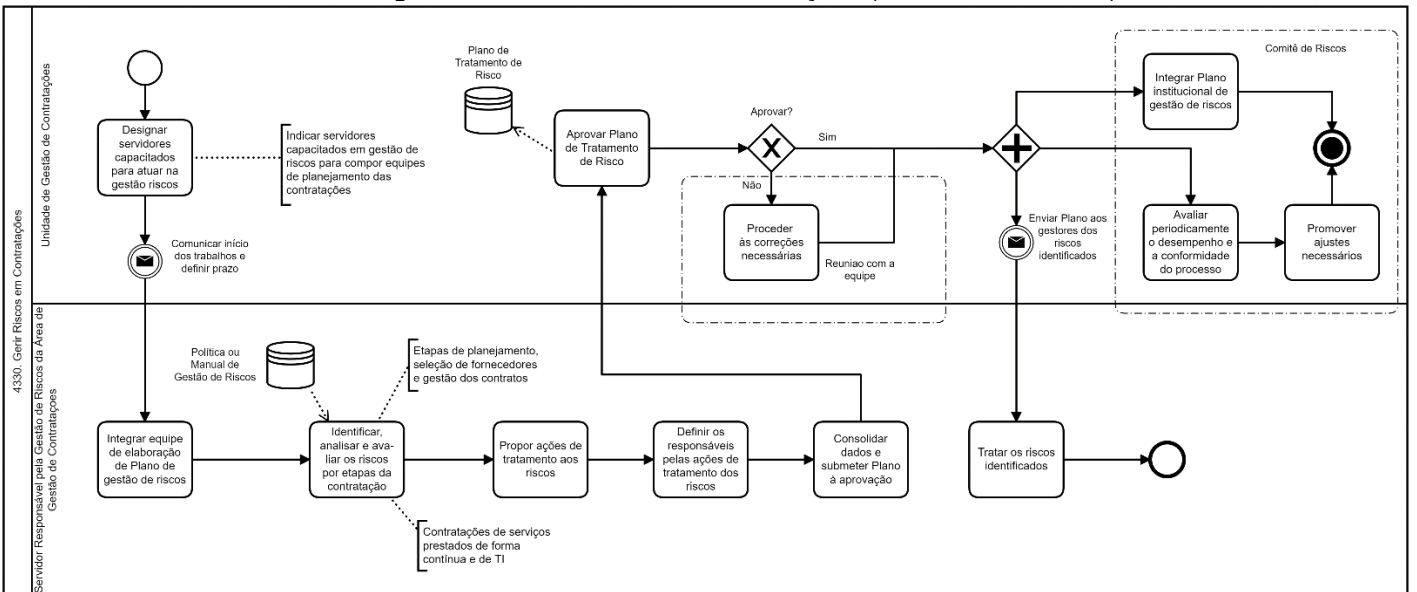 4330. Gerir Riscos em Contratações
Unidade de Gestão de Contratações
Designar
servidores
capacitados
para atuar na
gestão riscos
Indicar servidores
capacitados em gestão de
riscos para compor equipes
de planejamento das
contratações
Comunicar início
dos trabalhos e
definir prazo
Plano de
Tratamento de
Risco
Aprovar Plano
de Tratamento
de Risco
Aprovar?
Sim
Não
Proceder
às correções
necessárias
Reuniao com a
equipe
Enviar Plano aos
gestores dos
riscos
identificados
Comitê de Riscos
Integrar Plano
institucional de
gestão de riscos
Avaliar
periodicamente
o desempenho e
a conformidade
do processo
Promover
ajustes
necessários
Servidor Responsável pela Gestão de Riscos da Área de
Gestão de Contratações
Política ou
Manual de
Gestão de Riscos
Etapas de planejamento,
seleção de fornecedores
e gestão dos contratos
Integrar equipe
de elaboração
de Plano de
gestão de riscos
Identificar,
analisar e ava-
liar os riscos
por etapas da
contratação
Propor ações de
tratamento aos
riscos
Definir os
responsáveis
pelas ações de
tratamento dos
riscos
Consolidar
dados e
submeter Plano
à aprovação
Tratar os riscos
identificados
Contratações de serviços
prestados de forma
contínua e de TI